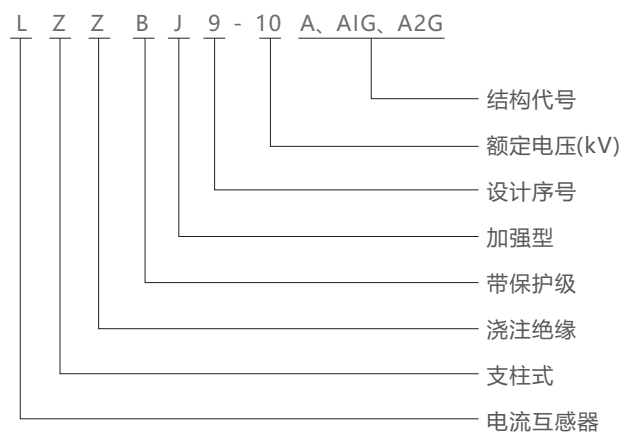 L Z Z B J 9 - 10 A、A1G、A2G
结构代号
额定电压(kV)
设计序号
加强型
带保护级
浇注绝缘
支柱式
电流互感器